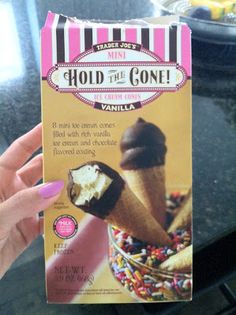 TRADER JOE'S
MINI
HOLD THE CONE!
ICE CREAM CONES
VANILLA
8 mini ice cream cones
filled with rich vanilla
ice cream and chocolate
flavored coating
MILK
KEEP
FROZEN
NET WT